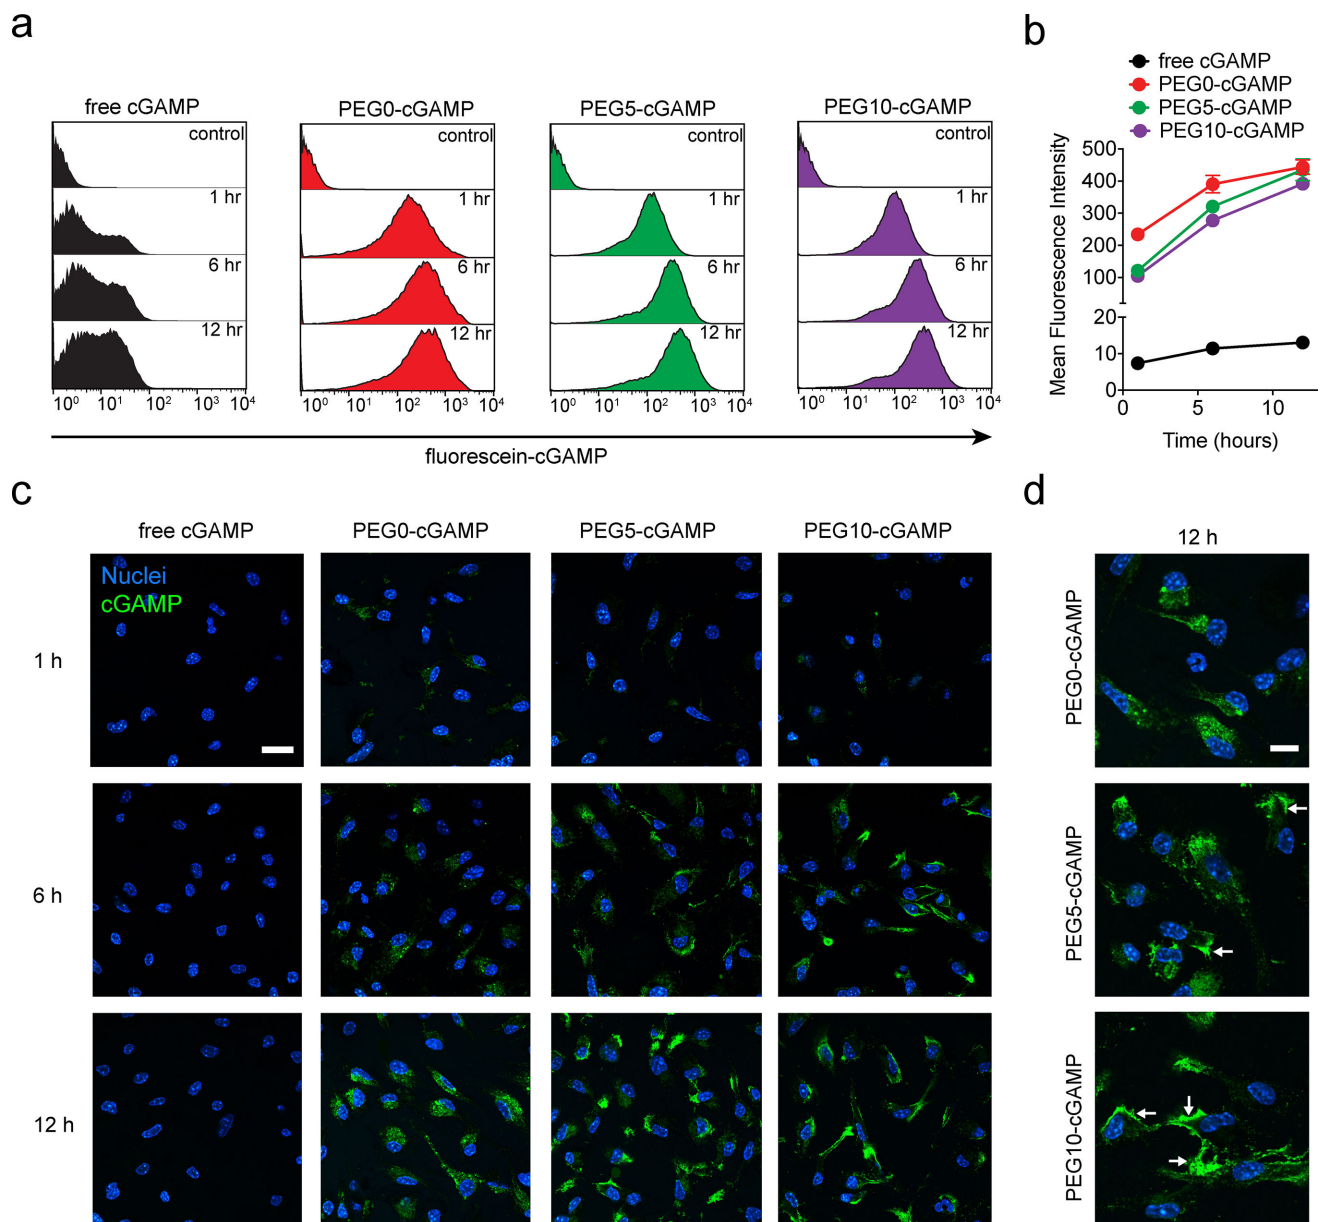 a
free cGAMP
PEG0-cGAMP
PEG5-cGAMP
PEG10-cGAMP
control
control
control
control
1 hr
1 hr
1 hr
1 hr
6 hr
6 hr
6 hr
6 hr
12 hr
12 hr
12 hr
12 hr
10⁰ 10¹ 10² 10³ 10⁴
10⁰ 10¹ 10² 10³ 10⁴
10⁰ 10¹ 10² 10³ 10⁴
10⁰ 10¹ 10² 10³ 10⁴
fluorescein-cGAMP
b
free cGAMP
PEG0-cGAMP
PEG5-cGAMP
PEG10-cGAMP
Mean Fluorescence Intensity
500
400
300
200
100
20
10
0
0 5 10
Time (hours)
c
free cGAMP
PEG0-cGAMP
PEG5-cGAMP
PEG10-cGAMP
Nuclei
cGAMP
1 h
6 h
12 h
d
12 h
PEG0-cGAMP
PEG5-cGAMP
PEG10-cGAMP